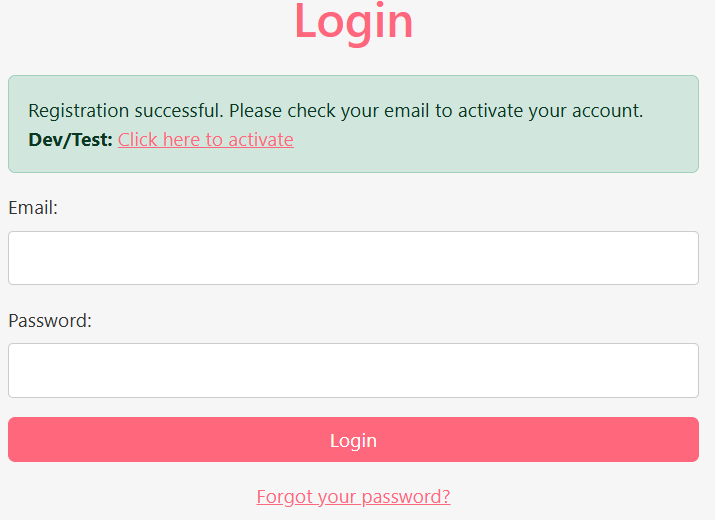 Login
Registration successful. Please check your email to activate your account.
Dev/Test: Click here to activate
Email:
Password:
Login
Forgot your password?